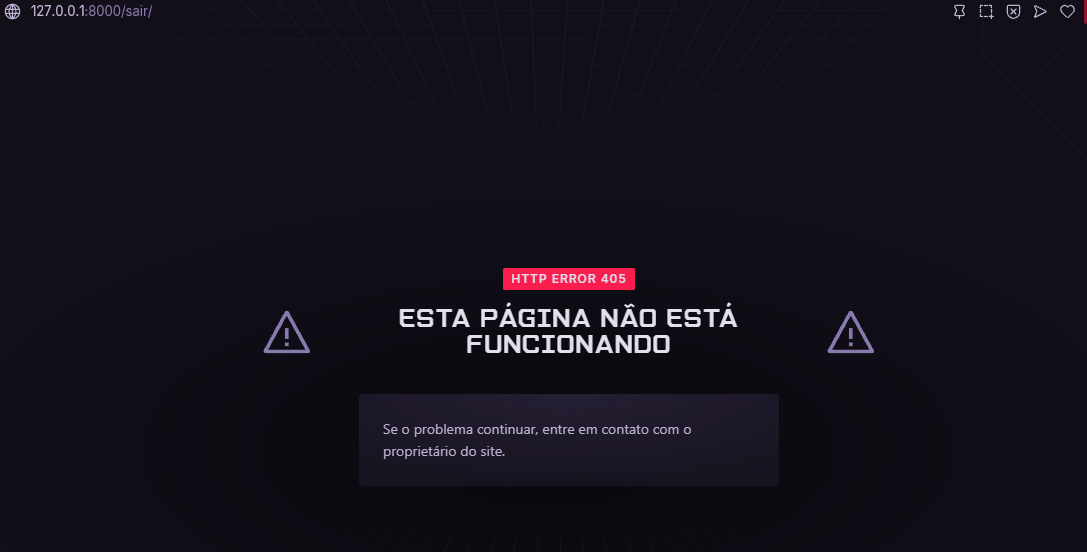 127.0.0.1:8000/sair/
HTTP ERROR 405
ESTA PÁGINA NÃO ESTÁ
FUNCIONANDO
Se o problema continuar, entre em contato com o
proprietário do site.